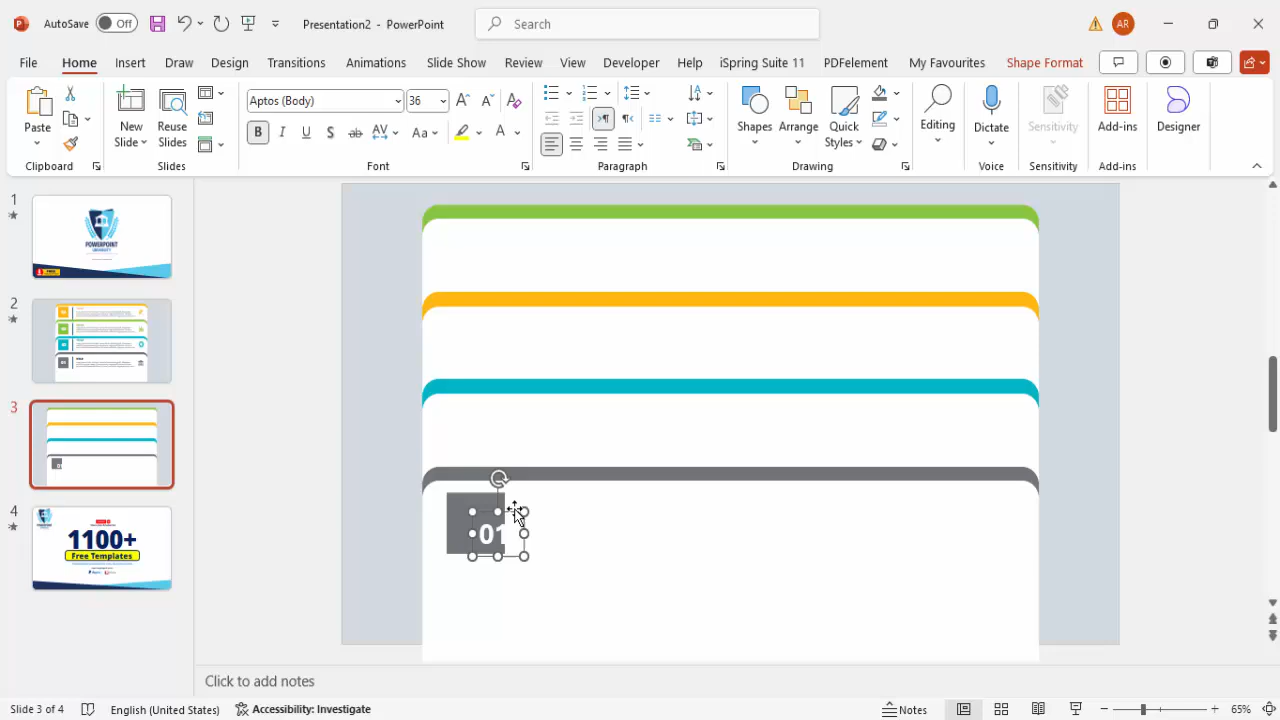 AutoSave Off Presentation2 - PowerPoint Search AR
File Home Insert Draw Design Transitions Animations Slide Show Review View Developer Help iSpring Suite 11 PDFelement My Favourites Shape Format
Aptos (Body) 36
Paste New Slide Reuse Slides B I U S ab AV Aa A Shapes Arrange Quick Styles Editing Dictate Sensitivity Add-ins Designer
Clipboard Slides Font Paragraph Drawing Voice Sensitivity Add-ins
1
POWERPOINT
UNIVERSITY
2
3
4
1100+
Free Templates
01
Click to add notes
Slide 3 of 4 English (United States) Accessibility: Investigate Notes 65%